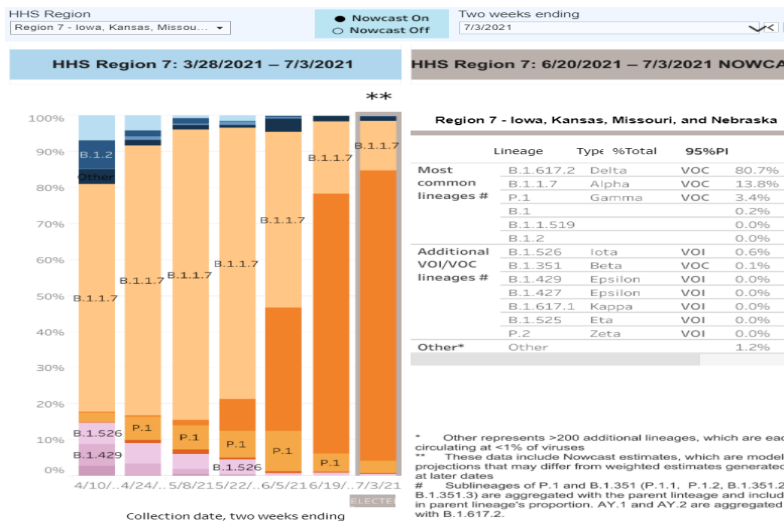 HHS Region
Region 7 - Iowa, Kansas, Missou...
Nowcast On
Nowcast Off
Two weeks ending
7/3/2021
HHS Region 7: 3/28/2021 – 7/3/2021
HHS Region 7: 6/20/2021 – 7/3/2021 NOWCA
**
100%
90%
80%
70%
60%
50%
40%
30%
20%
10%
0%
B.1.2
Other
B.1.1.7
B.1.526
B.1.429
B.1.1.7
P.1
B.1.1.7
P.1
B.1.1.7
P.1
B.1.526
B.1.1.7
P.1
B.1.1.7
P.1
B.1.1.7
4/10/..
4/24/..
5/8/21
5/22/..
6/5/21
6/19/..
7/3/21
ELECTE
Collection date, two weeks ending
Region 7 - Iowa, Kansas, Missouri, and Nebraska
Lineage Type %Total 95%PI
Most common lineages # B.1.617.2 Delta VOC 80.7%
B.1.1.7 Alpha VOC 13.8%
P.1 Gamma VOC 3.4%
B.1 0.2%
B.1.1.519 0.0%
B.1.2 0.0%
Additional VOI/VOC lineages # B.1.526 Iota VOI 0.6%
B.1.351 Beta VOC 0.1%
B.1.429 Epsilon VOI 0.0%
B.1.427 Epsilon VOI 0.0%
B.1.617.1 Kappa VOI 0.0%
B.1.525 Eta VOI 0.0%
P.2 Zeta VOI 0.0%
Other* Other 1.2%
* Other represents >200 additional lineages, which are eac
circulating at <1% of viruses
** These data include Nowcast estimates, which are model
projections that may differ from weighted estimates generated
at later dates
# Sublineages of P.1 and B.1.351 (P.1.1, P.1.2, B.1.351.2
B.1.351.3) are aggregated with the parent linteage and includ
in parent lineage's proportion. AY.1 and AY.2 are aggregated
with B.1.617.2.